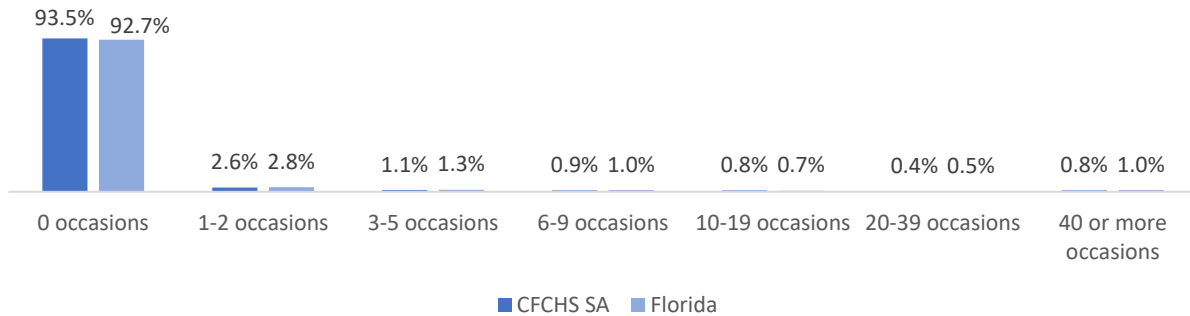 93.5% 92.7%
2.6% 2.8% 1.1% 1.3% 0.9% 1.0% 0.8% 0.7% 0.4% 0.5% 0.8% 1.0%
0 occasions 1-2 occasions 3-5 occasions 6-9 occasions 10-19 occasions 20-39 occasions 40 or more
occasions
CFCHS SA Florida